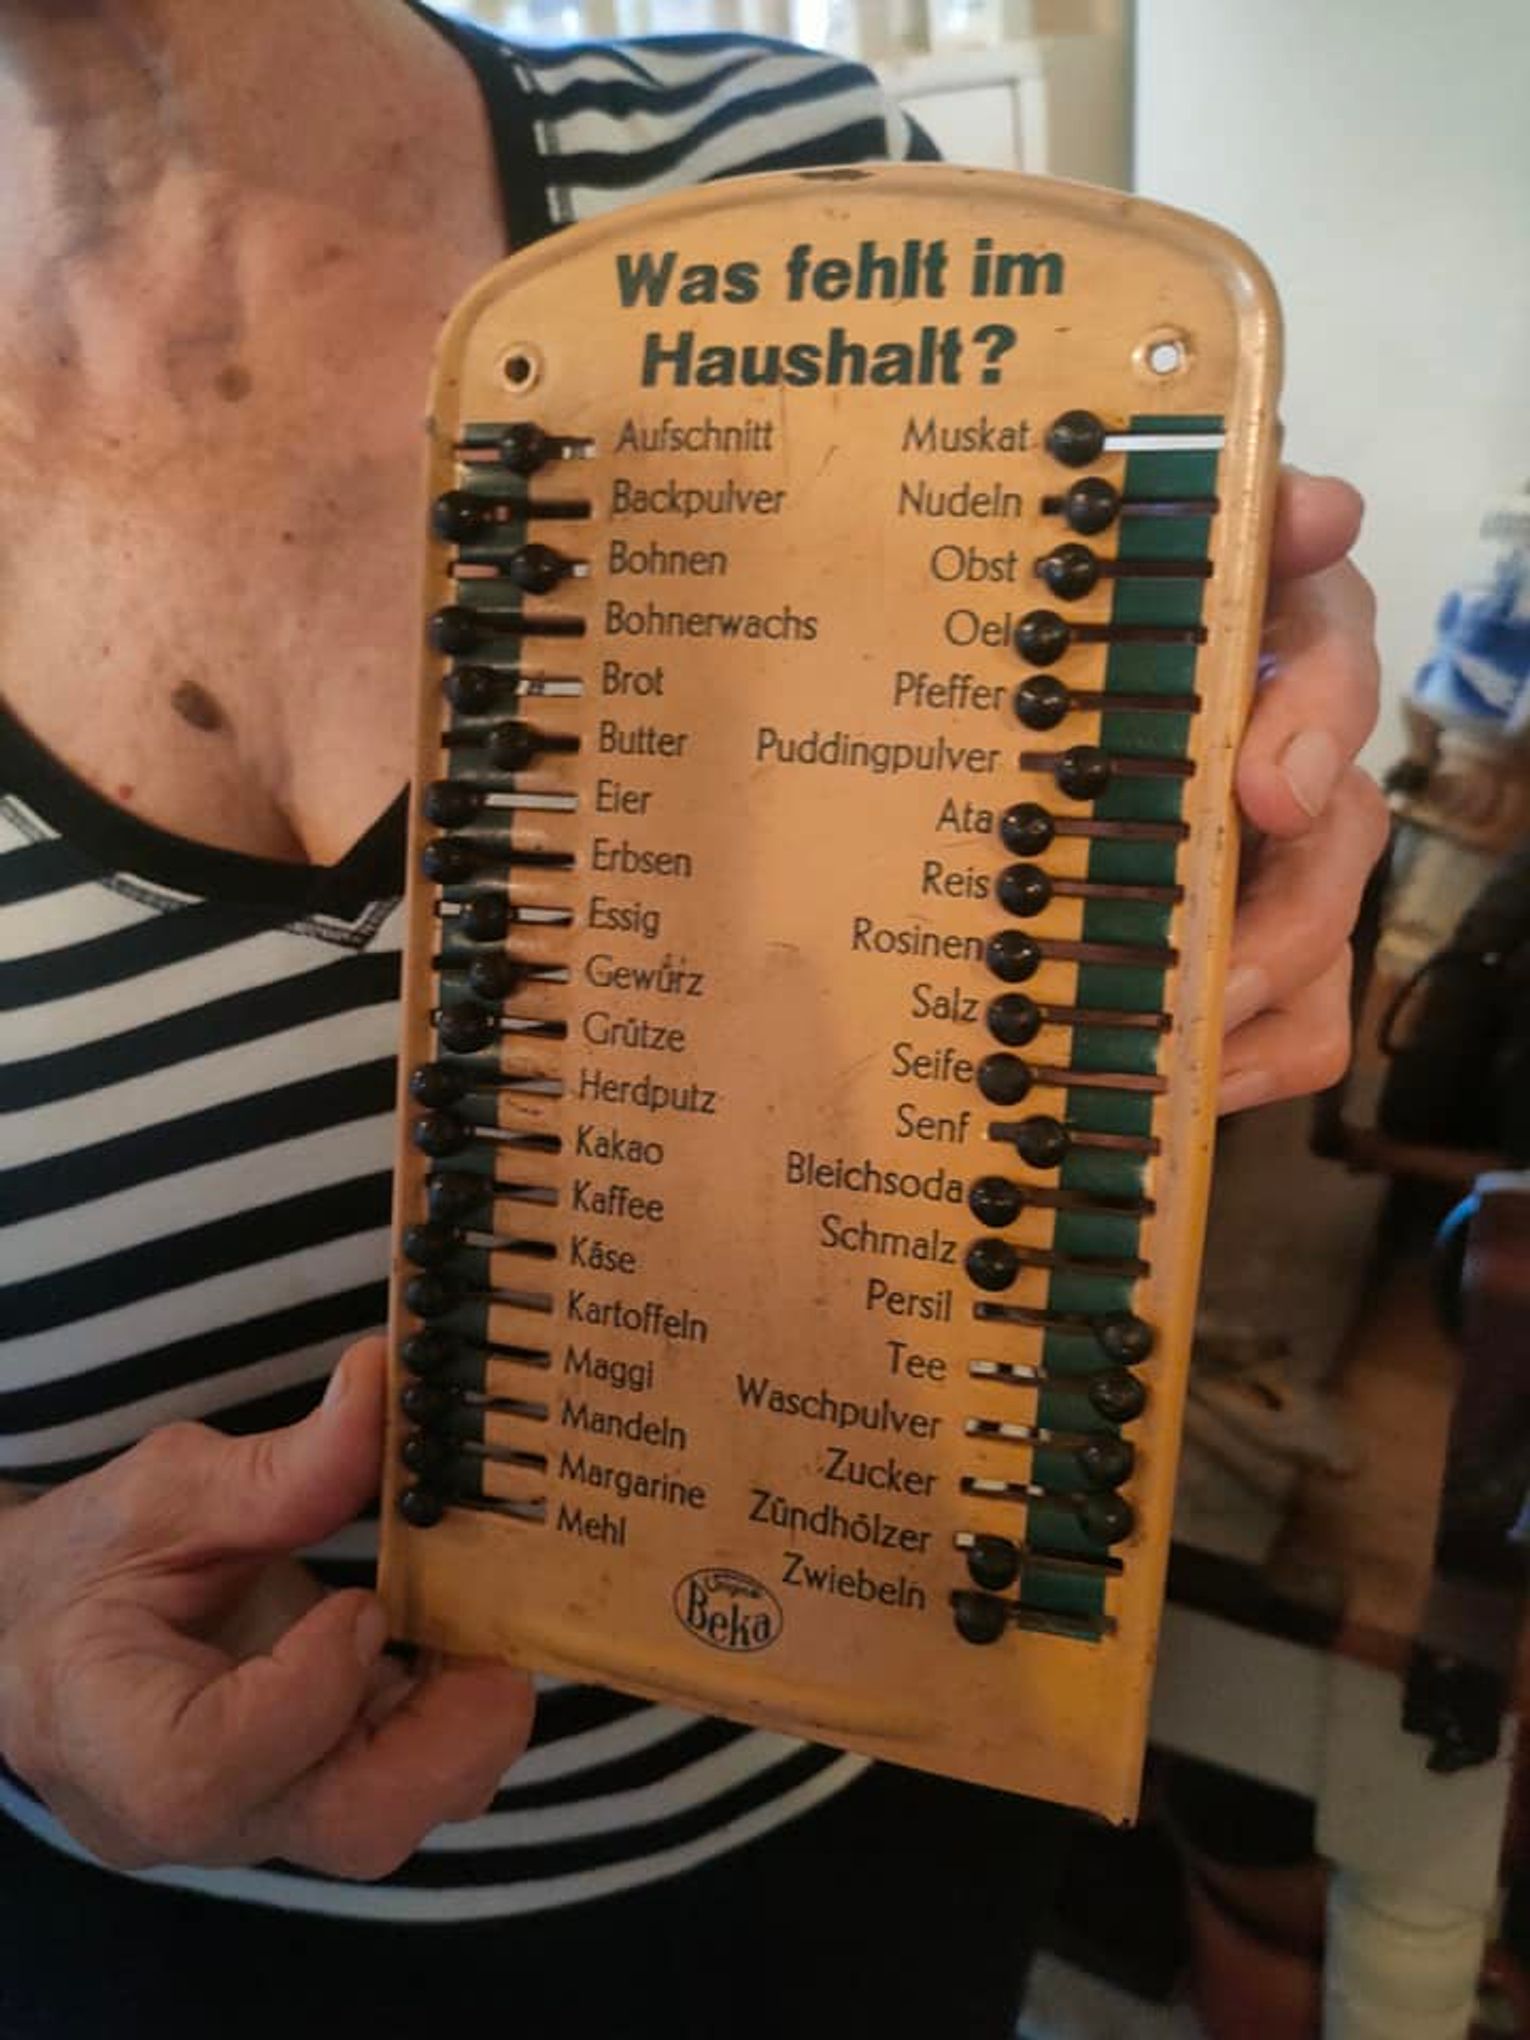 Was fehlt im
Haushalt?
Aufschnitt
Backpulver
Bohnen
Bohnerwachs
Brot
Butter
Eier
Erbsen
Essig
Gewürz
Grütze
Herdputz
Kakao
Kaffee
Käse
Kartoffeln
Maggi
Mandeln
Margarine
Mehl
Muskat
Nudeln
Obst
Oel
Pfeffer
Puddingpulver
Ata
Reis
Rosinen
Salz
Seife
Senf
Bleichsoda
Schmalz
Persil
Tee
Waschpulver
Zucker
Zündhölzer
Zwiebeln
Original
Beka